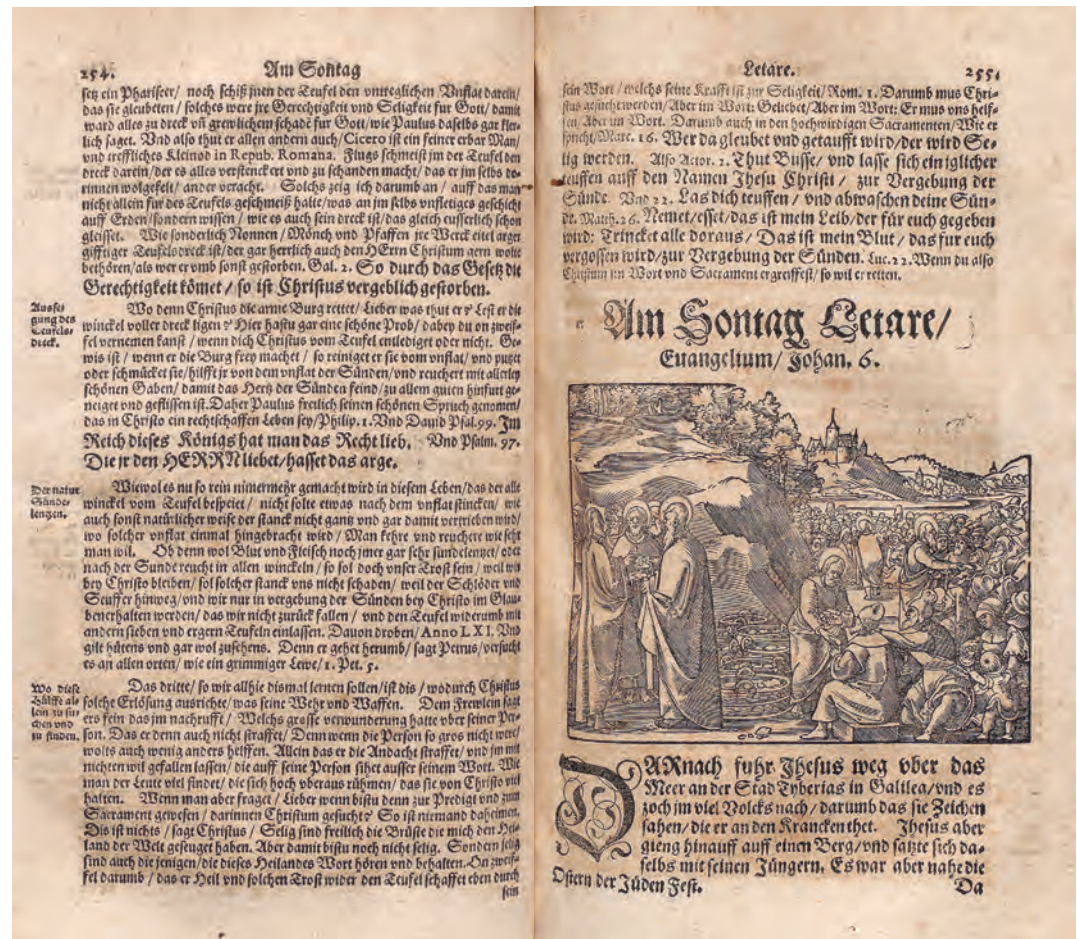 254. Am Sontag
setz ein Phariseer/ noch schiß jnen der Teufel den vntreglichen Vnflat darein/
das sie gleubeten / solches were jre Gerechtigkeit vnd Seligkeit fur Gott/ damit
ward alles zu dreck vñ grewlichem schadē fur Gott/ wie Paulus daselbs gar kler-
lich saget. Vnd also thut er allen andern auch/ Cicero ist ein feiner erbar Man/
vnd treffliches Kleinod in Repub. Romana. Flugs schmeist jm der Teufel den
dreck darein/ der es alles verstenckert vnd zu schanden macht/ das er jm selbs da-
rinnen wolgefelt/ ander veracht. Solchs zeig ich darumb an / auff das man
nicht allein fur des Teufels geschmeiß halte/ was an jm selbs vnfletiges geschicht
auff Erden/ sondern wissen / wie es auch sein dreck ist/ das gleich eusserlich schon
gleisset. Wie sonderlich Nonnen / Mönch vnd Pfaffen jre Werck eitel arger
gifftiger Teufelsdreck ist/ der gar herrlich auch den HErrn Christum gern wolte
bethören/ als wer er vmb sonst gestorben. Gal. 2. So durch das Gesetz die
Gerechtigkeit kömet / so ist Christus vergeblich gestorben.
Ausfe-
gung des
Teufels-
drecks.
Wo denn Christus die arme Burg rettet/ Lieber was thut er? Lest er die
winckel voller dreck ligen? Hier hastu gar eine schöne Prob/ dabey du on zweif-
fel vernemen kanst / wenn dich Christus vom Teufel entlediget oder nicht. Ge-
wis ist / wenn er die Burg frey machet / so reiniget er sie vom vnflat/ vnd putzet
oder schmücket sie/ hilfft jr von dem vnflat der Sünden/ vnd reuchert mit allerley
schönen Gaben/ damit das Hertz der Sünden feind/ zu allem guten hinfurt ge-
neiget vnd geflissen ist. Daher Paulus freilich seinen schönen Spruch genomen/
das in Christo ein rechtschaffen Leben sey/ Philip. 1. Vnd Dauid Psal. 99. Im
Reich dieses Königs hat man das Recht lieb. Vnd Psalm. 97.
Die jr den HERRN liebet/ hasset das arge.
Der natur
Sünde-
lentzen.
Wiewol es nu so rein nimermehr gemacht wird in diesem Leben/ das der alle
winckel vom Teufel bespeiet / nicht solte etwas nach dem vnflat stincken/ wie
auch sonst natürlicher weise der stanck nicht gantz vnd gar damit vertrieben wird/
wo solcher vnflat einmal hingebracht wird / Man kehre vnd reuchere wie seht
man wil. Ob denn wol Blut vnd Fleisch noch jmer gar sehr sündelentzet/ oder
nach der Sunde reucht in allen winckeln/ so sol doch vnser Trost sein / weil wir
bey Christo bleiben/ sol solcher stanck vns nicht schaden/ weil der Schlöder vnd
Seuffer hinweg/ vnd wir nur in vergebung der Sünden bey Christo im Glau-
ben erhalten werden/ das wir nicht zurück fallen / vnd den Teufel widerumb mit
andern sieben vnd ergern Teufeln einlassen. Dauon droben/ Anno LXI. Vnd
gilt hütens vnd gar wol zusehens. Denn er gehet herumb/ sagt Petrus/ versucht
es an allen orten/ wie ein grimmiger Lewe/ 1. Pet. 5.
Wo diese
Hülffe al-
lein zu su-
chen vnd
zu finden.
Das dritte/ so wir allhie dismal lernen sollen/ ist dis / wodurch Christus
solche Erlösung ausrichte/ was seine Wehr vnd Waffen. Dem Frewlein sagt
ers fein das jm nachrufft / Welchs grosse verwunderung hatte vber seiner Per-
son. Das er denn auch nicht straffet/ Denn wenn die Person so gros nicht were/
wolts auch wenig anders helffen. Allein das er die Andacht straffet/ vnd jm mit
nichten wil gefallen lassen/ die auff seine Person sihet ausser seinem Wort. Wie
man der Leute viel findet/ die sich hoch vberaus rühmen/ das sie von Christo viel
halten. Wenn man aber fraget / Lieber wenn bistu denn zur Predigt vnd zum
Sacrament gewesen / darinnen Christum gesucht? So ist niemand daheimen.
Dis ist nichts / sagt Christus / Selig sind freilich die Brüste die mich den Hei-
land der Welt geseuget haben. Aber damit bistu noch nicht selig. Sondern selig
sind auch die jenigen/ die dieses Heilandes Wort hören vnd behalten. On zweif-
fel darumb / das er Heil vnd solchen Trost wider den Teufel schaffet eben durch
sein
Letare. 255.
sein Wort / welchs seine Krafft ist zur Seligkeit/ Rom. 1. Darumb mus Chri-
stus gesucht werden/ Aber im Wort: Geliebet/ Aber im Wort: Er mus vns helf-
fen/ Aber im Wort. Darumb auch in den hochwirdigen Sacramenten/ Wie er
spricht/ Marc. 16. Wer da gleubet vnd getaufft wird/ der wird Se-
lig werden. Also Actor. 2. Thut Busse/ vnd lasse sich ein iglicher
teuffen auff den Namen Jhesu Christi / zur Vergebung der
Sünde. Vnd 22. Las dich teuffen / vnd abwaschen deine Sün-
de. Matth. 26. Nemet/ esset/ das ist mein Leib/ der für euch gegeben
wird: Trincket alle doraus/ Das ist mein Blut / das fur euch
vergossen wird/ zur Vergebung der Sünden. Luc. 22. Wenn du also
Christum im Wort vnd Sacrament ergreiffest/ so wil er retten.
Am Sontag Letare/
Euangelium/ Johan. 6.
DARnach fuhr Jhesus weg vber das
Meer an der Stad Tyberias in Galilea/ vnd es
zoch jm viel Volcks nach / darumb das sie Zeichen
sahen/ die er an den Krancken thet. Jhesus aber
gieng hinauff auff einen Berg/ vnd satzte sich da-
selbs mit seinen Jüngern. Es war aber nahe die
Ostern der Jüden Fest.
Da